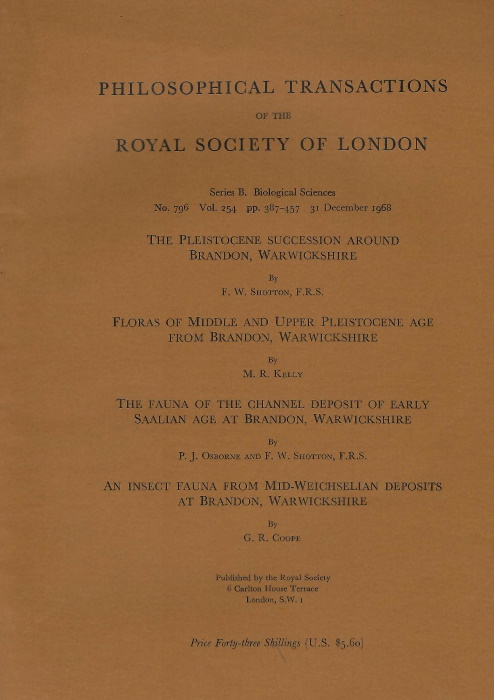 PHILOSOPHICAL TRANSACTIONS
OF THE
ROYAL SOCIETY OF LONDON
Series B. Biological Sciences
No. 796 Vol. 254 pp. 387–457 31 December 1968
THE PLEISTOCENE SUCCESSION AROUND
BRANDON, WARWICKSHIRE
By
F. W. SHOTTON, F.R.S.
FLORAS OF MIDDLE AND UPPER PLEISTOCENE AGE
FROM BRANDON, WARWICKSHIRE
By
M. R. KELLY
THE FAUNA OF THE CHANNEL DEPOSIT OF EARLY
SAALIAN AGE AT BRANDON, WARWICKSHIRE
By
P. J. OSBORNE AND F. W. SHOTTON, F.R.S.
AN INSECT FAUNA FROM MID-WEICHSELIAN DEPOSITS
AT BRANDON, WARWICKSHIRE
By
G. R. COOPE
Published by the Royal Society
6 Carlton House Terrace
London, S.W. 1
Price Forty-three Shillings (U.S. $5.60)